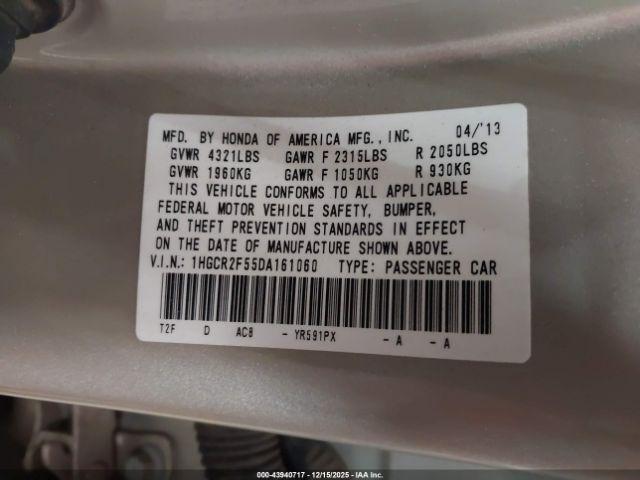 MFD. BY HONDA OF AMERICA MFG., INC. 04/'13
GVWR 4321LBS GAWR F 2315LBS R 2050LBS
GVWR 1960KG GAWR F 1050KG R 930KG
THIS VEHICLE CONFORMS TO ALL APPLICABLE
FEDERAL MOTOR VEHICLE SAFETY, BUMPER,
AND THEFT PREVENTION STANDARDS IN EFFECT
ON THE DATE OF MANUFACTURE SHOWN ABOVE.
V.I.N.: 1HGCR2F55DA161060 TYPE: PASSENGER CAR
T2F D AC8 - YR591PX - A - A
000-43940717 - 12/15/2025 - IAA Inc.